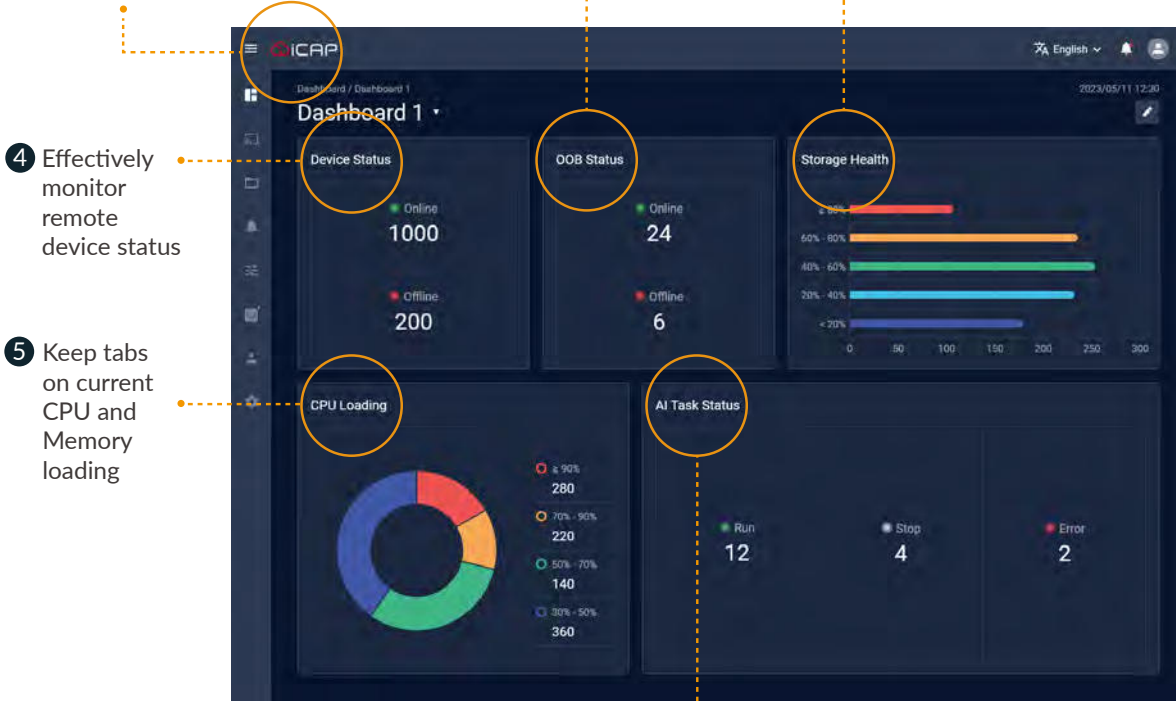 iCAP
English
Dashboard / Dashboard 1
2023/05/11 12:30
Dashboard 1
4 Effectively
monitor
remote
device status
Device Status
Online
1000
Offline
200
OOB Status
Online
24
Offline
6
Storage Health
60% - 80%
40% - 60%
20% - 40%
< 20%
0 50 100 150 200 250 300
5 Keep tabs
on current
CPU and
Memory
loading
CPU Loading
≥ 90%
280
70% - 90%
220
50% - 70%
140
30% - 50%
360
AI Task Status
Run
12
Stop
4
Error
2